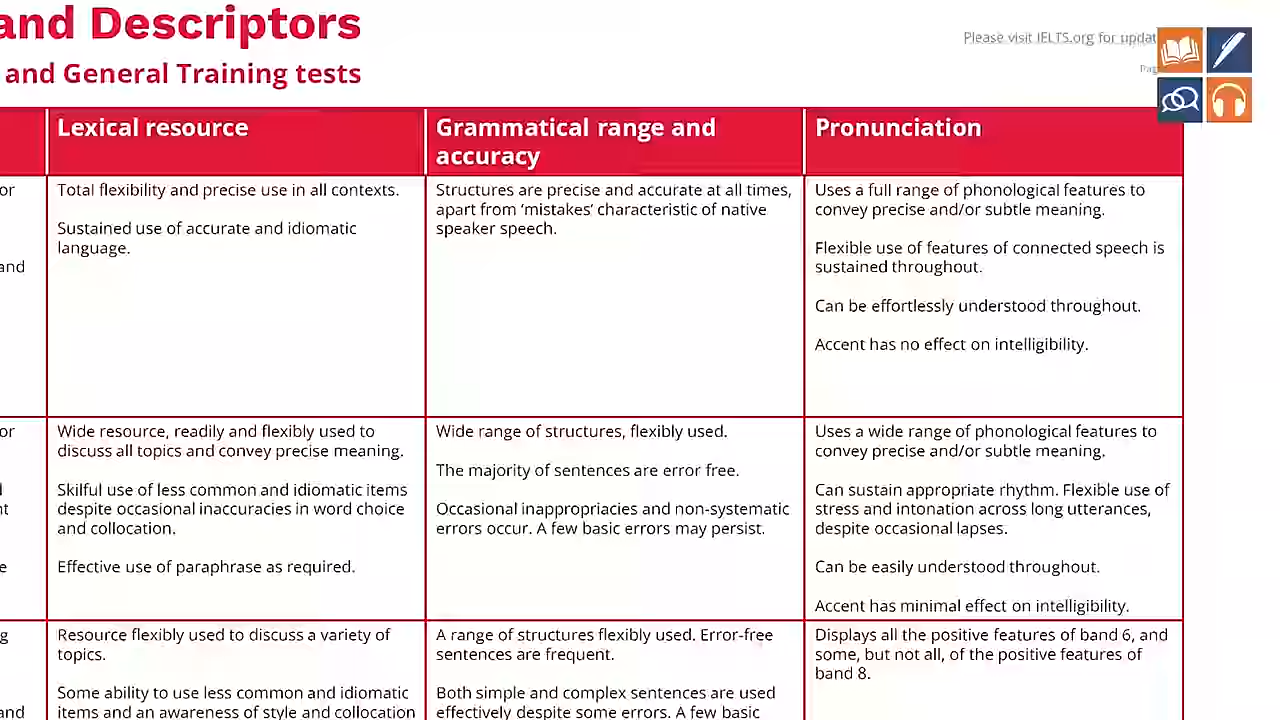 and Descriptors
and General Training tests
Please visit IELTS.org for updat
Pag
Lexical resource
Grammatical range and
accuracy
Pronunciation
or
and
Total flexibility and precise use in all contexts.
Sustained use of accurate and idiomatic
language.
Structures are precise and accurate at all times,
apart from ‘mistakes’ characteristic of native
speaker speech.
Uses a full range of phonological features to
convey precise and/or subtle meaning.
Flexible use of features of connected speech is
sustained throughout.
Can be effortlessly understood throughout.
Accent has no effect on intelligibility.
or
Wide resource, readily and flexibly used to
discuss all topics and convey precise meaning.
Skilful use of less common and idiomatic items
despite occasional inaccuracies in word choice
and collocation.
Effective use of paraphrase as required.
Wide range of structures, flexibly used.
The majority of sentences are error free.
Occasional inappropriacies and non-systematic
errors occur. A few basic errors may persist.
Uses a wide range of phonological features to
convey precise and/or subtle meaning.
Can sustain appropriate rhythm. Flexible use of
stress and intonation across long utterances,
despite occasional lapses.
Can be easily understood throughout.
Accent has minimal effect on intelligibility.
g
and
Resource flexibly used to discuss a variety of
topics.
Some ability to use less common and idiomatic
items and an awareness of style and collocation
A range of structures flexibly used. Error-free
sentences are frequent.
Both simple and complex sentences are used
effectively despite some errors. A few basic
Displays all the positive features of band 6, and
some, but not all, of the positive features of
band 8.